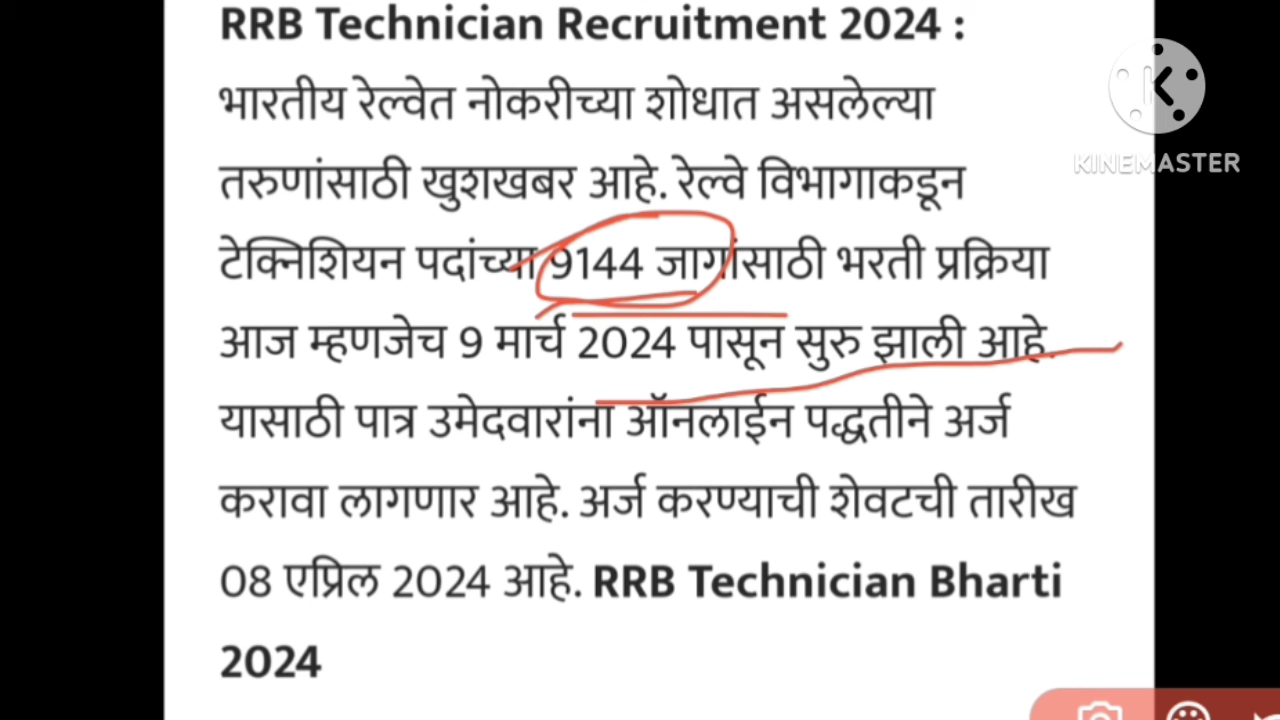 RRB Technician Recruitment 2024 :
भारतीय रेल्वेत नोकरीच्या शोधात असलेल्या
तरुणांसाठी खुशखबर आहे. रेल्वे विभागाकडून
टेक्निशियन पदांच्या 9144 जागांसाठी भरती प्रक्रिया
आज म्हणजेच 9 मार्च 2024 पासून सुरु झाली आहे.
यासाठी पात्र उमेदवारांना ऑनलाईन पद्धतीने अर्ज
करावा लागणार आहे. अर्ज करण्याची शेवटची तारीख
08 एप्रिल 2024 आहे. RRB Technician Bharti
2024
K
KINEMASTER